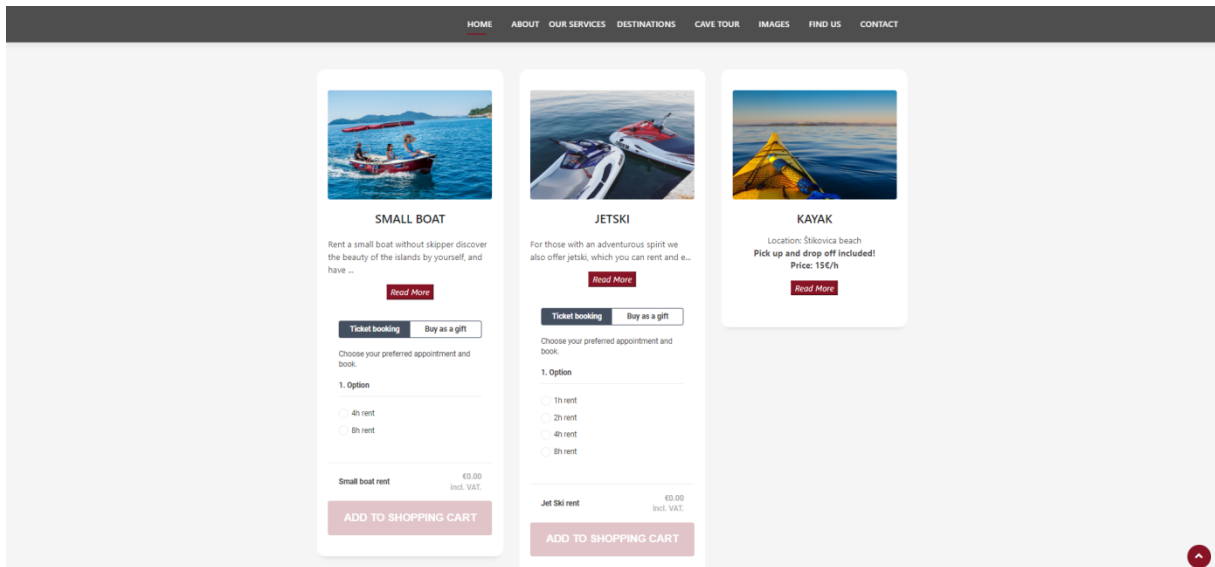 HOME ABOUT OUR SERVICES DESTINATIONS CAVE TOUR IMAGES FIND US CONTACT
SMALL BOAT
Rent a small boat without skipper discover
the beauty of the islands by yourself, and
have ...
Read More
Ticket booking Buy as a gift
Choose your preferred appointment and
book.
1. Option
4h rent
8h rent
Small boat rent €0.00
incl. VAT.
ADD TO SHOPPING CART
JETSKI
For those with an adventurous spirit we
also offer jetski, which you can rent and e...
Read More
Ticket booking Buy as a gift
Choose your preferred appointment and
book.
1. Option
1h rent
2h rent
4h rent
8h rent
Jet Ski rent €0.00
incl. VAT.
ADD TO SHOPPING CART
KAYAK
Location: Štikovica beach
Pick up and drop off included!
Price: 15€/h
Read More